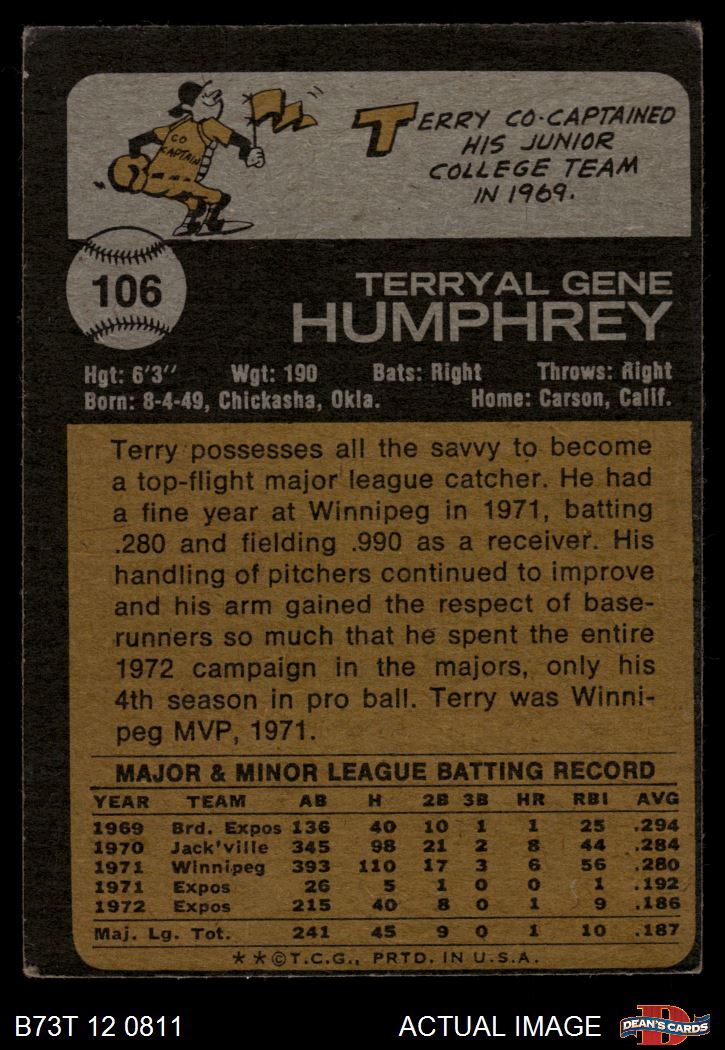 CO
CAPTAIN
TERRY CO-CAPTAINED
HIS JUNIOR
COLLEGE TEAM
IN 1969.
106
TERRYAL GENE
HUMPHREY
Hgt: 6'3" Wgt: 190 Bats: Right Throws: Right
Born: 8-4-49, Chickasha, Okla. Home: Carson, Calif.
Terry possesses all the savvy to become
a top-flight major league catcher. He had
a fine year at Winnipeg in 1971, batting
.280 and fielding .990 as a receiver. His
handling of pitchers continued to improve
and his arm gained the respect of base-
runners so much that he spent the entire
1972 campaign in the majors, only his
4th season in pro ball. Terry was Winni-
peg MVP, 1971.
MAJOR & MINOR LEAGUE BATTING RECORD
YEAR TEAM AB H 2B 3B HR RBI AVG
1969 Brd. Expos 136 40 10 1 1 25 .294
1970 Jack'ville 345 98 21 2 8 44 .284
1971 Winnipeg 393 110 17 3 6 56 .280
1971 Expos 26 5 1 0 0 1 .192
1972 Expos 215 40 8 0 1 9 .186
Maj. Lg. Tot. 241 45 9 0 1 10 .187
**©T.C.G., PRTD. IN U.S.A.
B73T 12 0811 ACTUAL IMAGE
D
DEAN'S CARDS